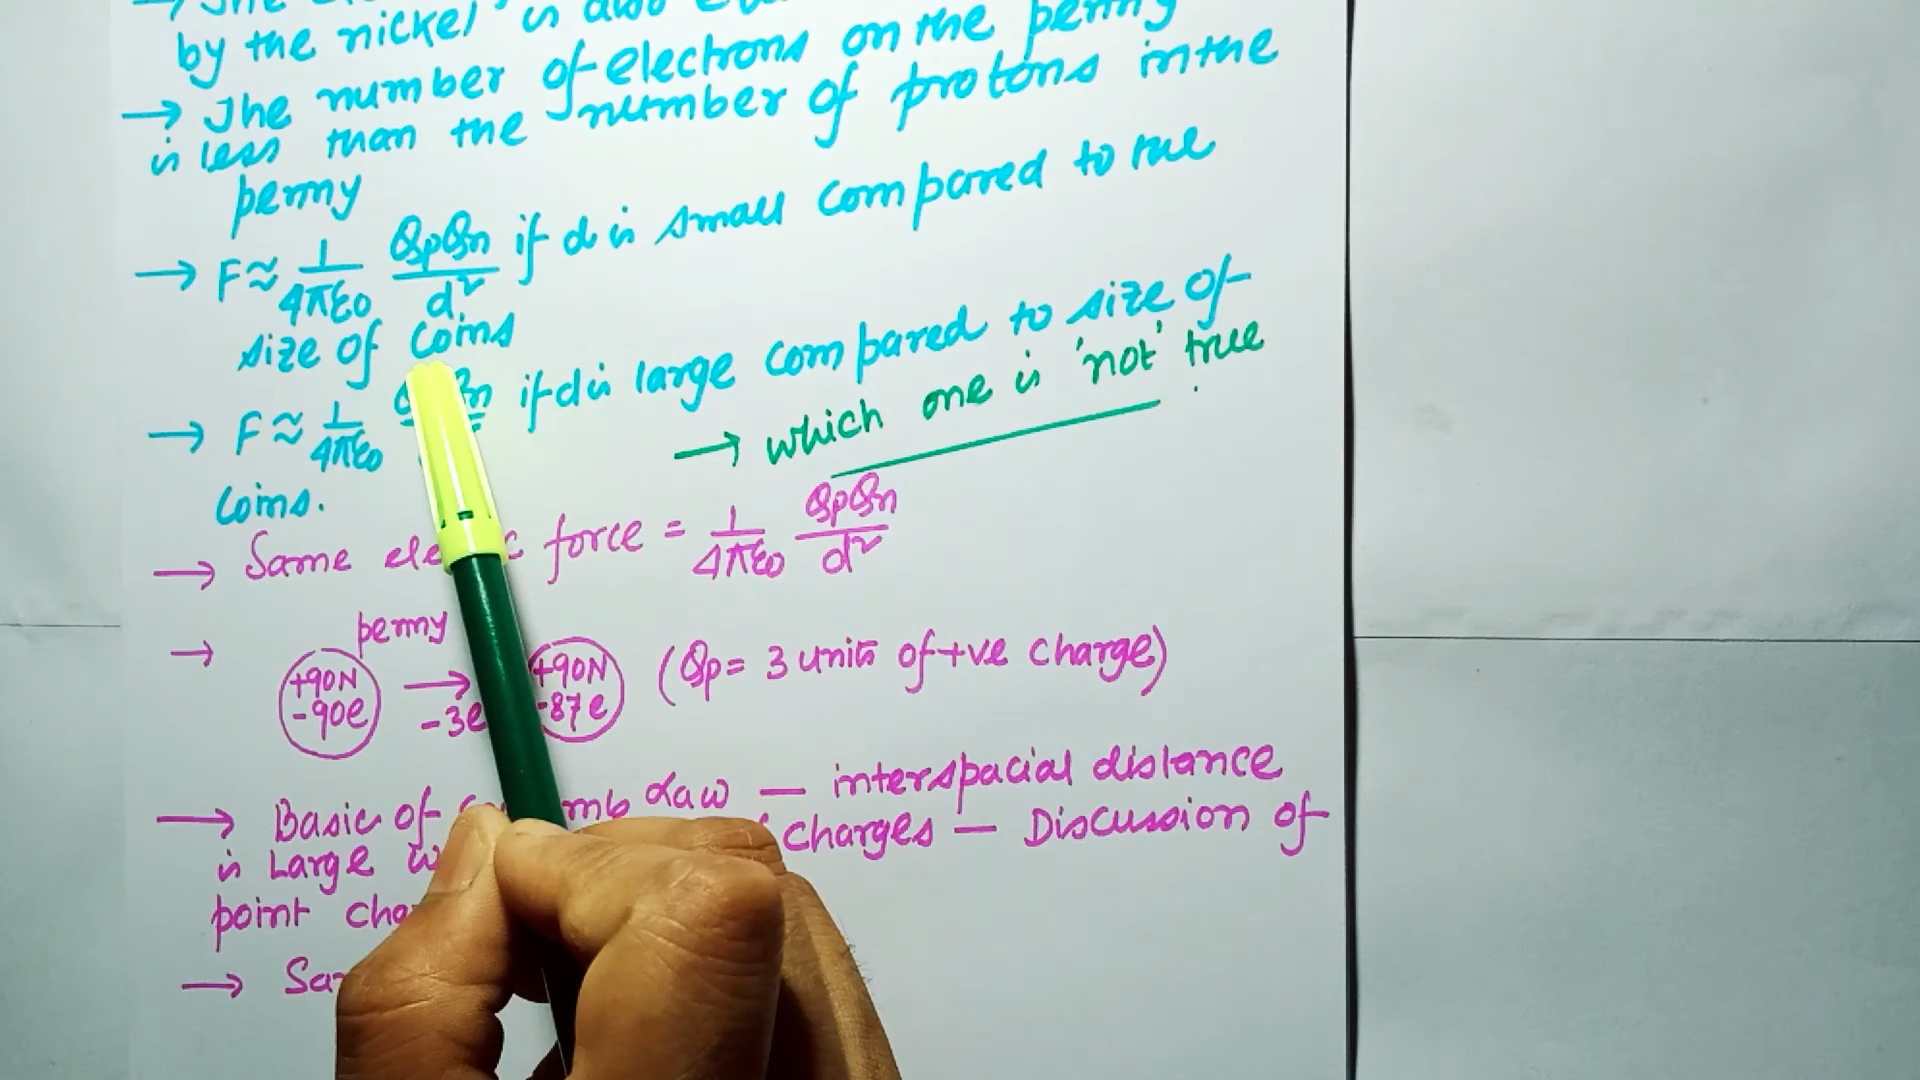 by the nickel is also
→ The number of electrons on the penny
is less than the number of protons in the
penny
→ F ≈ 1/4πε0 QpQn/d² if d is small compared to the
size of coins
→ F ≈ 1/4πε0 if d is large compared to size of
coins.
→ which one is 'not' true
→ Same force = 1/4πε0 QpQn/d²
penny
→ +90N -90e → -3e +90N -87e (Qp = 3 units of +ve charge)
→ Basic of Law — interspacial distance
is Large charges — Discussion of
point
→